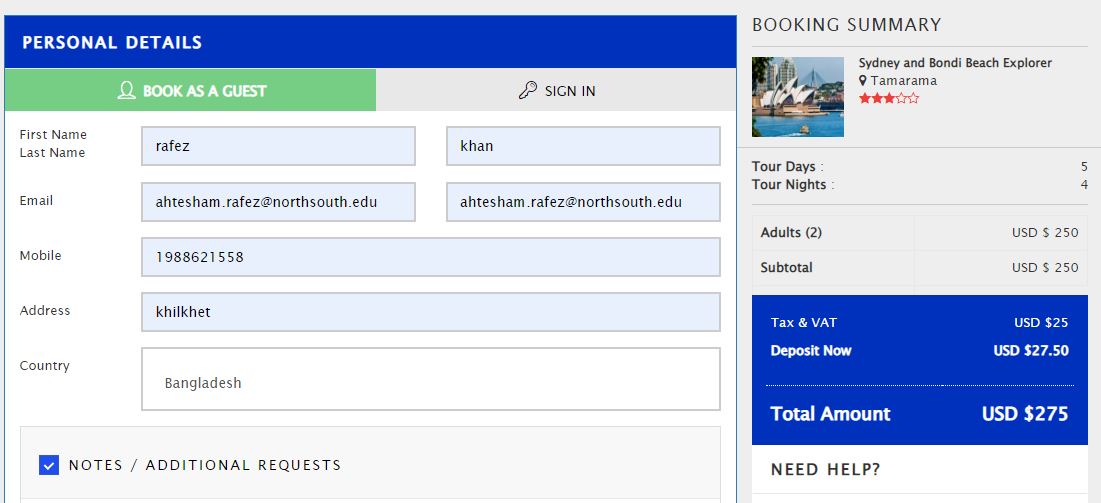 PERSONAL DETAILS
BOOK AS A GUEST
SIGN IN
First Name
Last Name
rafez
khan
Email
ahtesham.rafez@northsouth.edu
ahtesham.rafez@northsouth.edu
Mobile
1988621558
Address
khilkhet
Country
Bangladesh
NOTES / ADDITIONAL REQUESTS
BOOKING SUMMARY
Sydney and Bondi Beach Explorer
Tamarama
Tour Days : 5
Tour Nights : 4
Adults (2) USD $ 250
Subtotal USD $ 250
Tax & VAT USD $25
Deposit Now USD $27.50
Total Amount USD $275
NEED HELP?